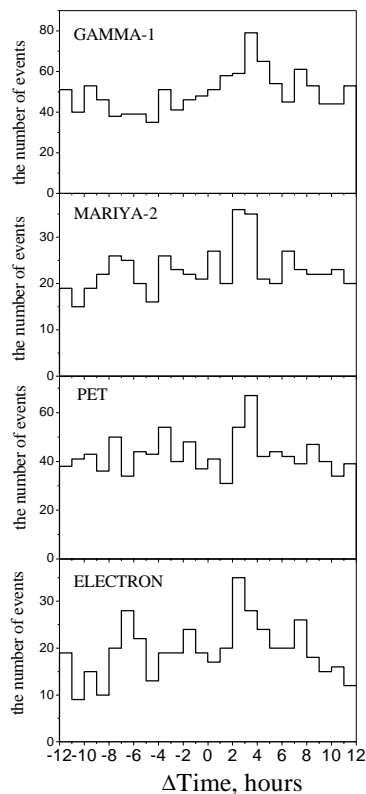 80
GAMMA-1
60
40
20
0
the number of events
MARIYA-2
30
20
10
0
the number of events
PET
60
40
20
0
the number of events
ELECTRON
30
20
10
0
the number of events
-12 -10 -8 -6 -4 -2 0 2 4 6 8 10 12
ΔTime, hours